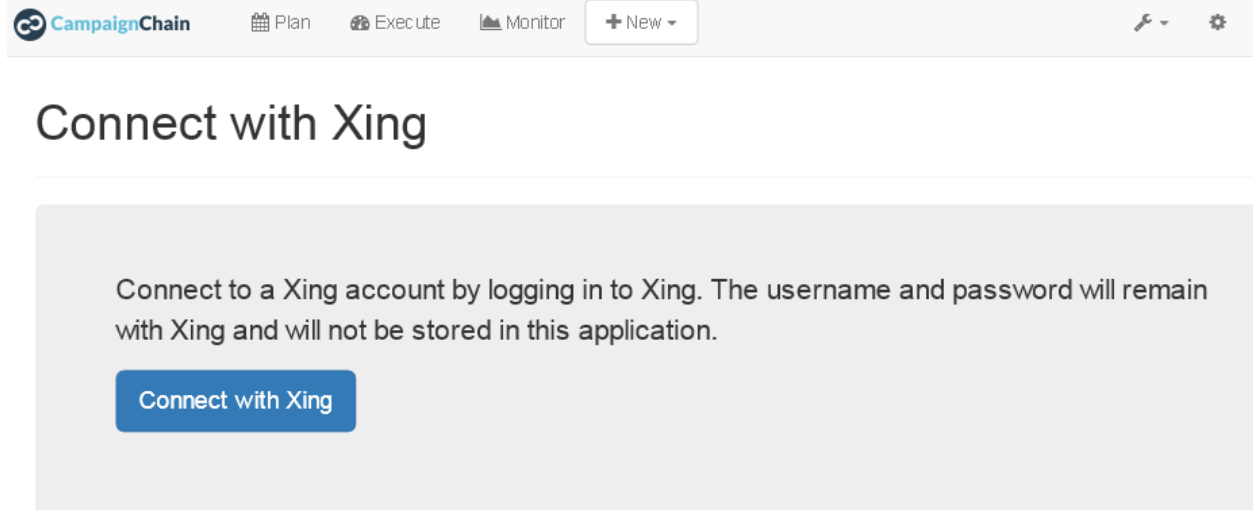 CampaignChain Plan Execute Monitor New
Connect with Xing
Connect to a Xing account by logging in to Xing. The username and password will remain
with Xing and will not be stored in this application.
Connect with Xing